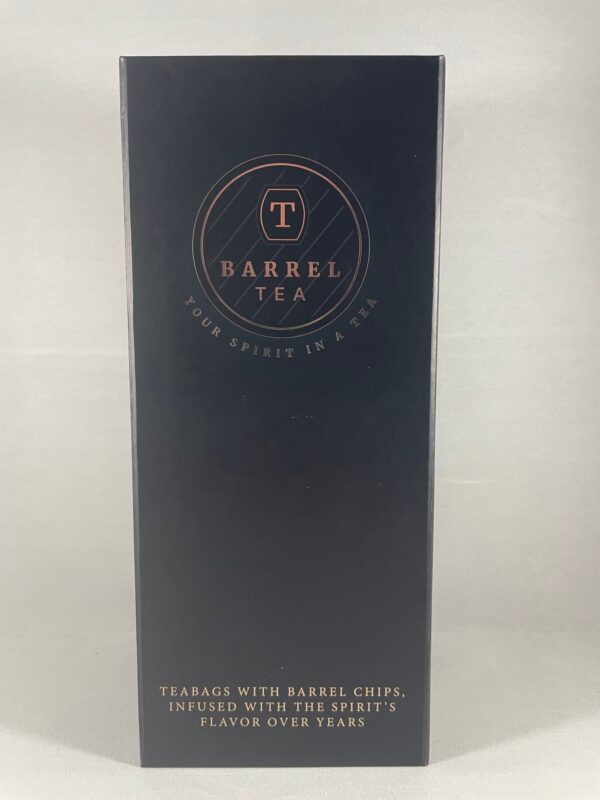 T
BARREL
TEA
YOUR SPIRIT IN A TEA
TEABAGS WITH BARREL CHIPS,
INFUSED WITH THE SPIRIT'S
FLAVOR OVER YEARS